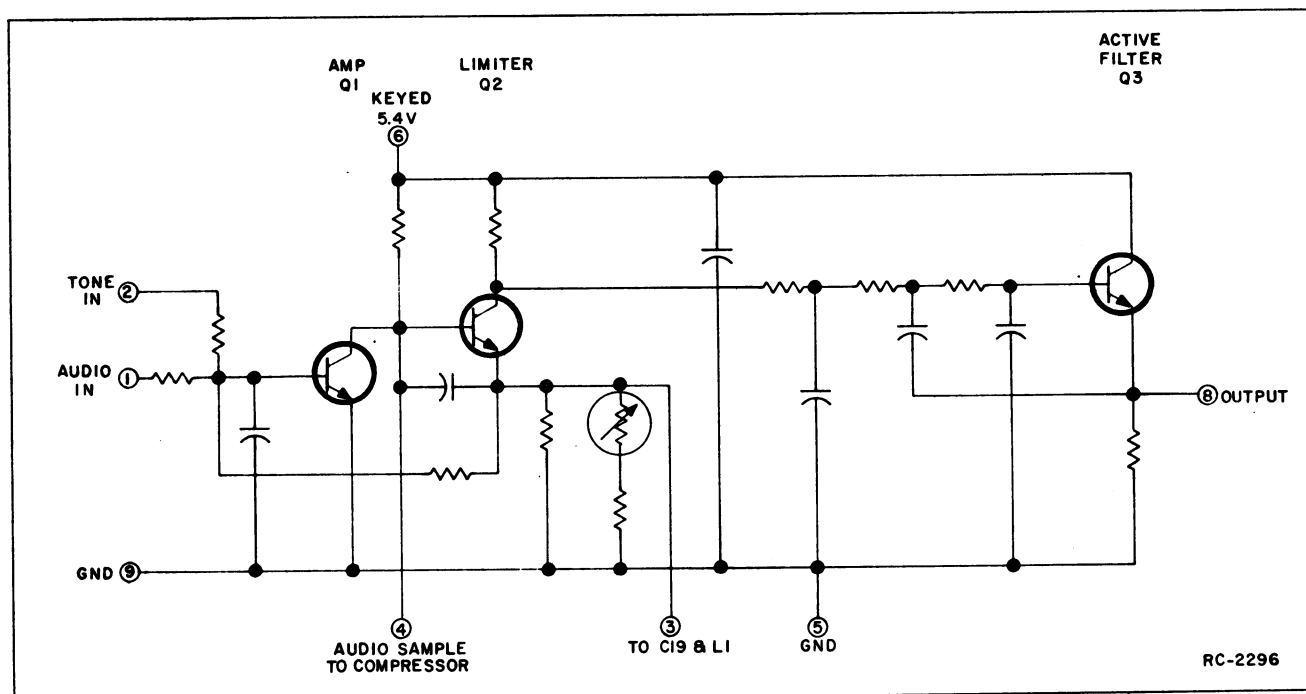 AMP
Q1
LIMITER
Q2
ACTIVE
FILTER
Q3
KEYED
5.4V
6
TONE
IN
2
AUDIO
IN
1
8 OUTPUT
GND 9
4
AUDIO SAMPLE
TO COMPRESSOR
3
TO C19 & L1
5
GND
RC-2296